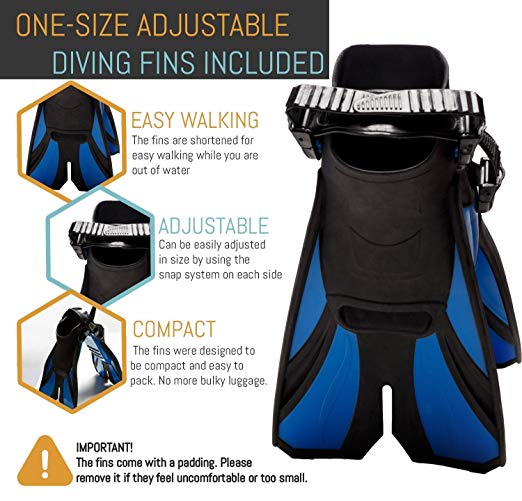 ONE-SIZE ADJUSTABLE
DIVING FINS INCLUDED
EASY WALKING
The fins are shortened for
easy walking while you are
out of water
ADJUSTABLE
Can be easily adjusted
in size by using the
snap system on each side
COMPACT
The fins were designed to
be compact and easy to
pack. No more bulky luggage.
IMPORTANT!
The fins come with a padding. Please
remove it if they feel uncomfortable or too small.